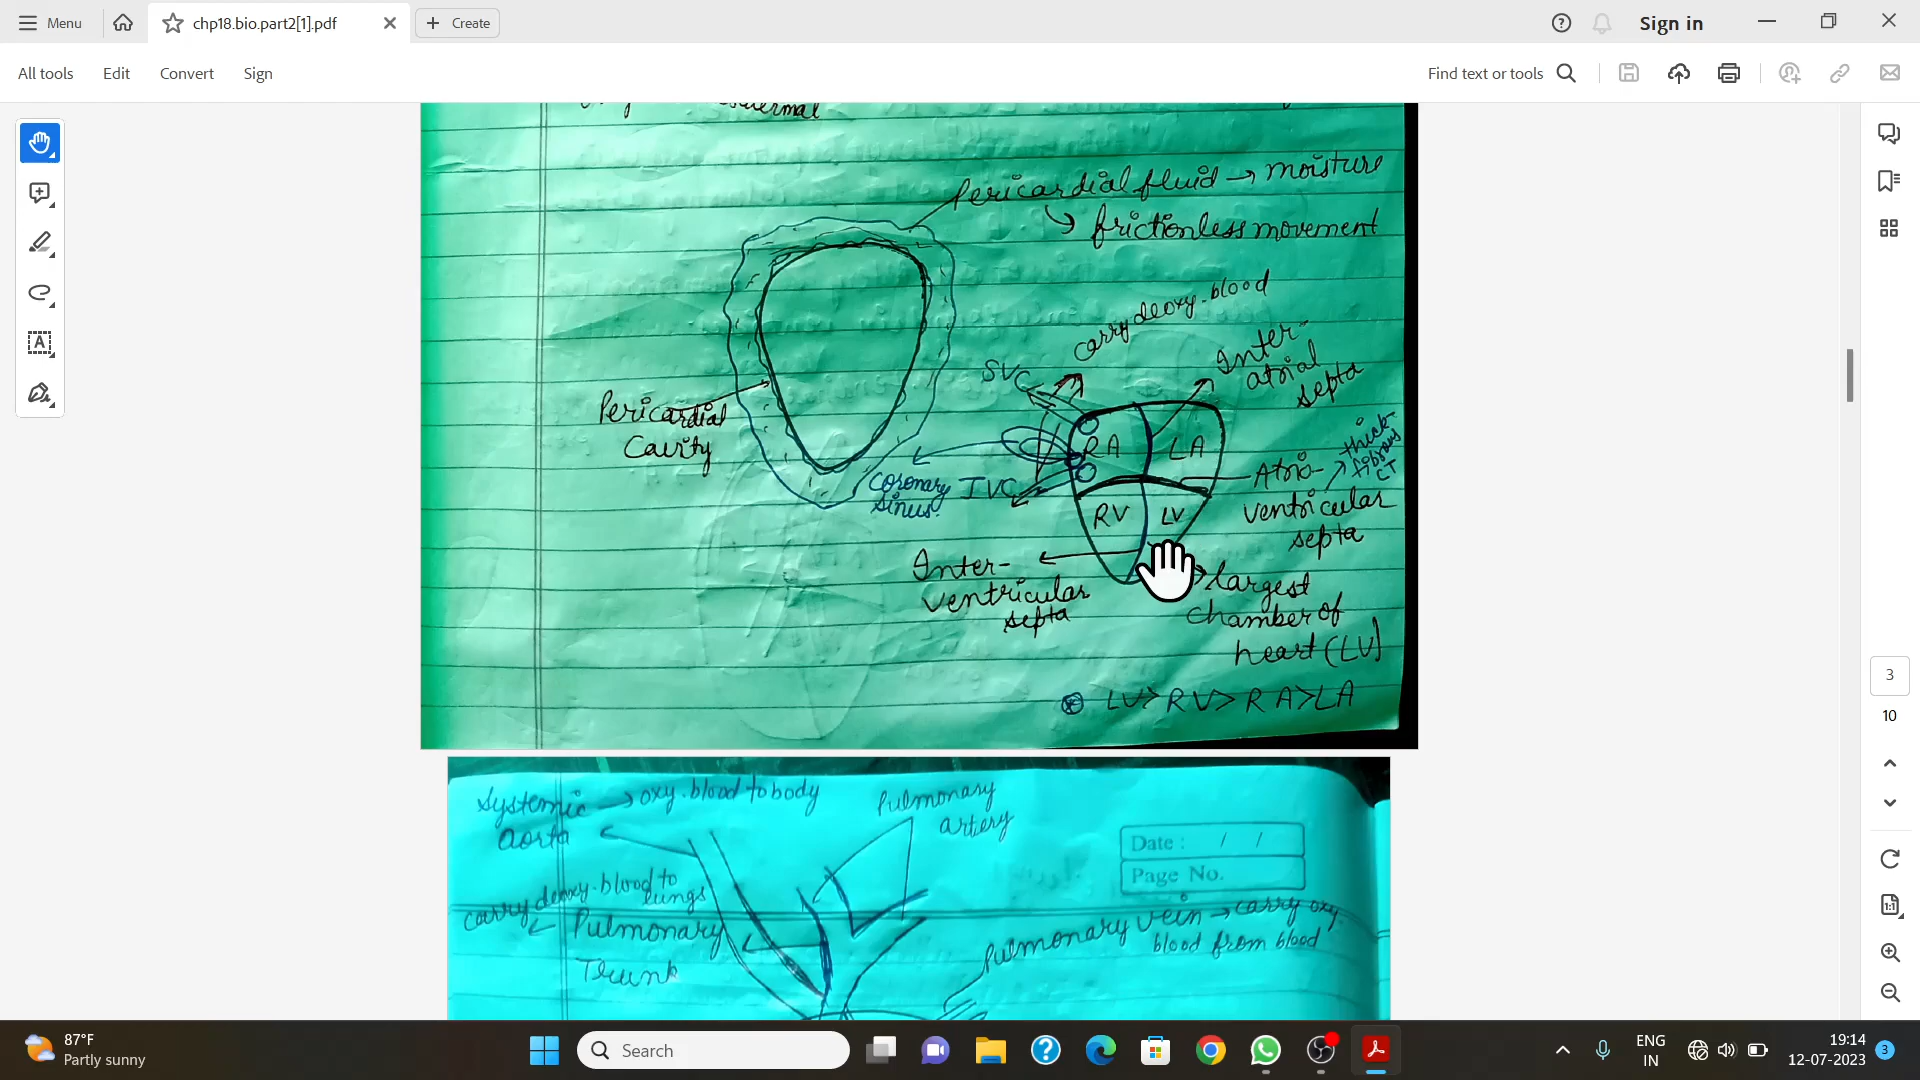 Menu
chp18.bio.part2[1].pdf
Create
Sign in
All tools
Edit
Convert
Sign
Find text or tools
Pericardial fluid → moisture
frictionless movement
carry deoxy. blood
SVC
Inter-
atrial
septa
Pericardial
Cavity
RA
LA
thick
fibrous
CT
Coronary
sinus.
IVC
Atrio-
ventricular
septa
RV
LV
Inter-
ventricular
septa
largest
chamber of
heart (LV)
LV > RV > RA > LA
Systemic → oxy. blood to body
aorta
Pulmonary
artery
Date : / /
Page No.
carry deoxy. blood to
lungs
Pulmonary
Trunk
Pulmonary vein → carry oxy.
blood from blood
3
10
87°F
Partly sunny
Search
ENG
IN
19:14
12-07-2023
3